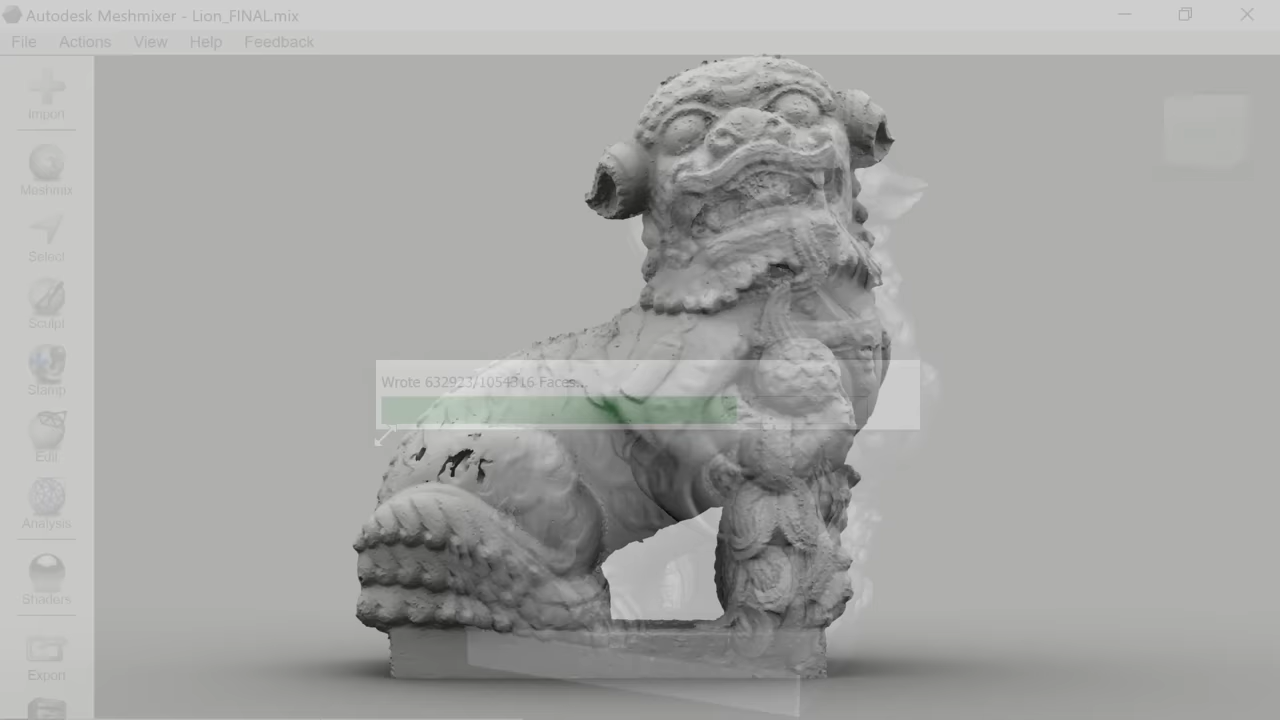 Autodesk Meshmixer - Lion_FINAL.mix
File Actions View Help Feedback
Import
Meshmix
Select
Sculpt
Stamp
Edit
Analysis
Shaders
Export
Wrote 632923/1054316 Faces...